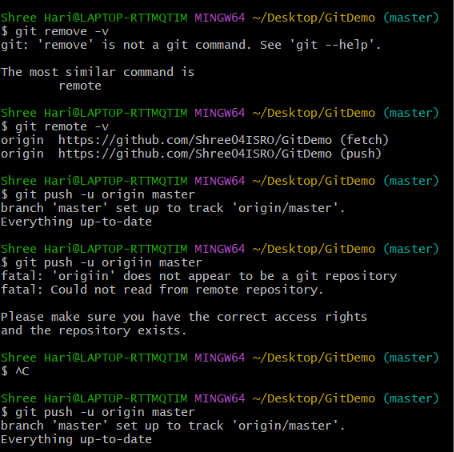 Shree Hari@LAPTOP-RTTMQTIM MINGW64 ~/Desktop/GitDemo (master)
$ git remove -v
git: 'remove' is not a git command. See 'git --help'.
The most similar command is
remote
Shree Hari@LAPTOP-RTTMQTIM MINGW64 ~/Desktop/GitDemo (master)
$ git remote -v
origin https://github.com/Shree04ISRO/GitDemo (fetch)
origin https://github.com/Shree04ISRO/GitDemo (push)
Shree Hari@LAPTOP-RTTMQTIM MINGW64 ~/Desktop/GitDemo (master)
$ git push -u origin master
branch 'master' set up to track 'origin/master'.
Everything up-to-date
Shree Hari@LAPTOP-RTTMQTIM MINGW64 ~/Desktop/GitDemo (master)
$ git push -u origiin master
fatal: 'origiin' does not appear to be a git repository
fatal: Could not read from remote repository.
Please make sure you have the correct access rights
and the repository exists.
Shree Hari@LAPTOP-RTTMQTIM MINGW64 ~/Desktop/GitDemo (master)
$ ^C
Shree Hari@LAPTOP-RTTMQTIM MINGW64 ~/Desktop/GitDemo (master)
$ git push -u origin master
branch 'master' set up to track 'origin/master'.
Everything up-to-date